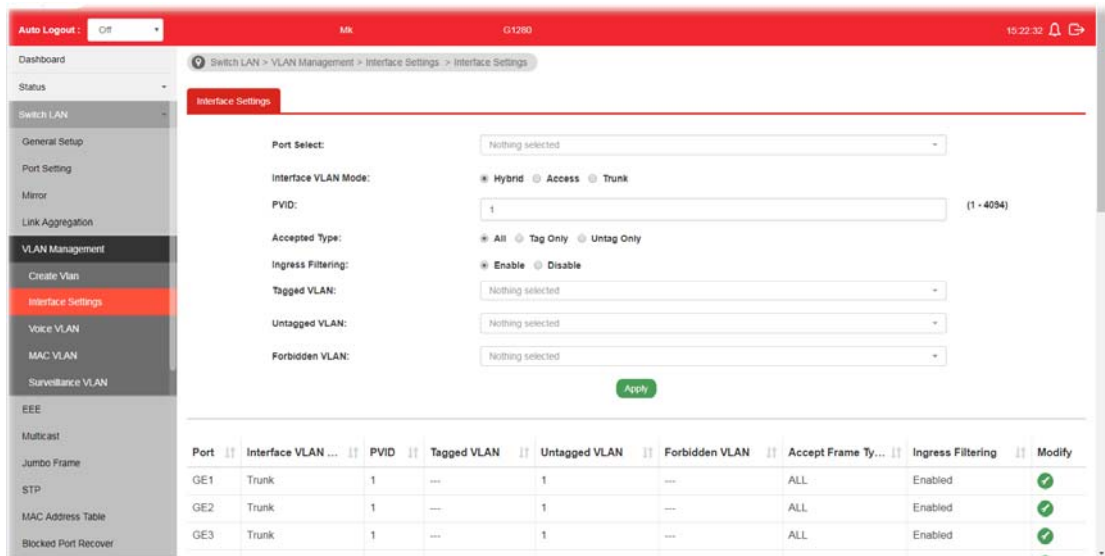 Auto Logout : Off Mk G1280 15:22:32
Dashboard
Status
Switch LAN
General Setup
Port Setting
Mirror
Link Aggregation
VLAN Management
Create Vlan
Interface Settings
Voice VLAN
MAC VLAN
Surveillance VLAN
EEE
Multicast
Jumbo Frame
STP
MAC Address Table
Blocked Port Recover
Switch LAN > VLAN Management > Interface Settings > Interface Settings
Interface Settings
Port Select: Nothing selected
Interface VLAN Mode: Hybrid Access Trunk
PVID: 1 (1 - 4094)
Accepted Type: All Tag Only Untag Only
Ingress Filtering: Enable Disable
Tagged VLAN: Nothing selected
Untagged VLAN: Nothing selected
Forbidden VLAN: Nothing selected
Apply
Port Interface VLAN ... PVID Tagged VLAN Untagged VLAN Forbidden VLAN Accept Frame Ty... Ingress Filtering Modify
GE1 Trunk 1 --- 1 --- ALL Enabled
GE2 Trunk 1 --- 1 --- ALL Enabled
GE3 Trunk 1 --- 1 --- ALL Enabled